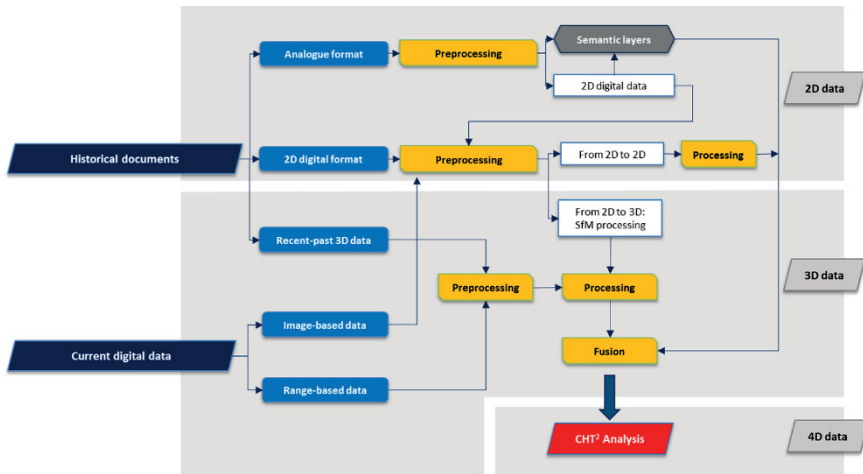 Semantic layers
Analogue format
Preprocessing
2D digital data
2D data
Historical documents
2D digital format
Preprocessing
From 2D to 2D
Processing
From 2D to 3D:
SfM processing
Recent-past 3D data
3D data
Preprocessing
Processing
Image-based data
Current digital data
Fusion
Range-based data
CHT² Analysis
4D data